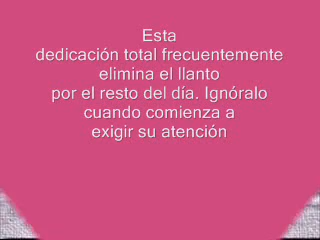 Esta
dedicación total frecuentemente
elimina el llanto
por el resto del día. Ignóralo
cuando comienza a
exigir su atención